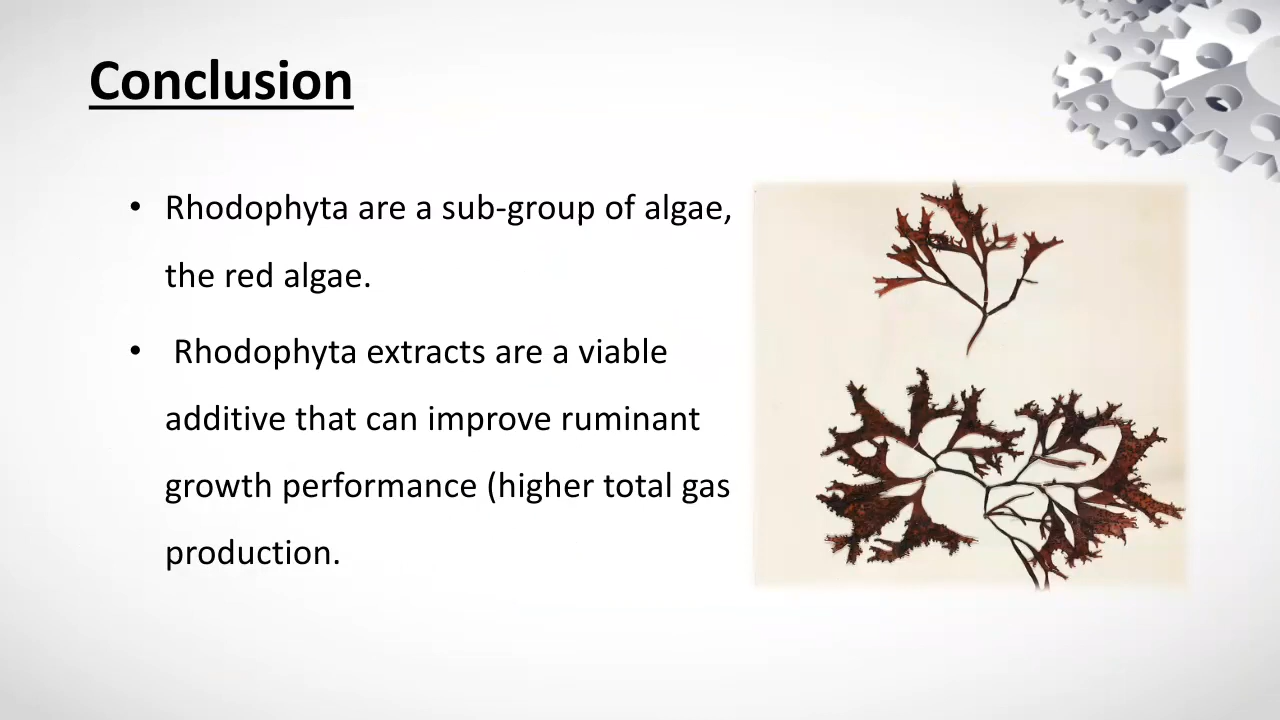 Conclusion
• Rhodophyta are a sub-group of algae,
the red algae.
• Rhodophyta extracts are a viable
additive that can improve ruminant
growth performance (higher total gas
production.